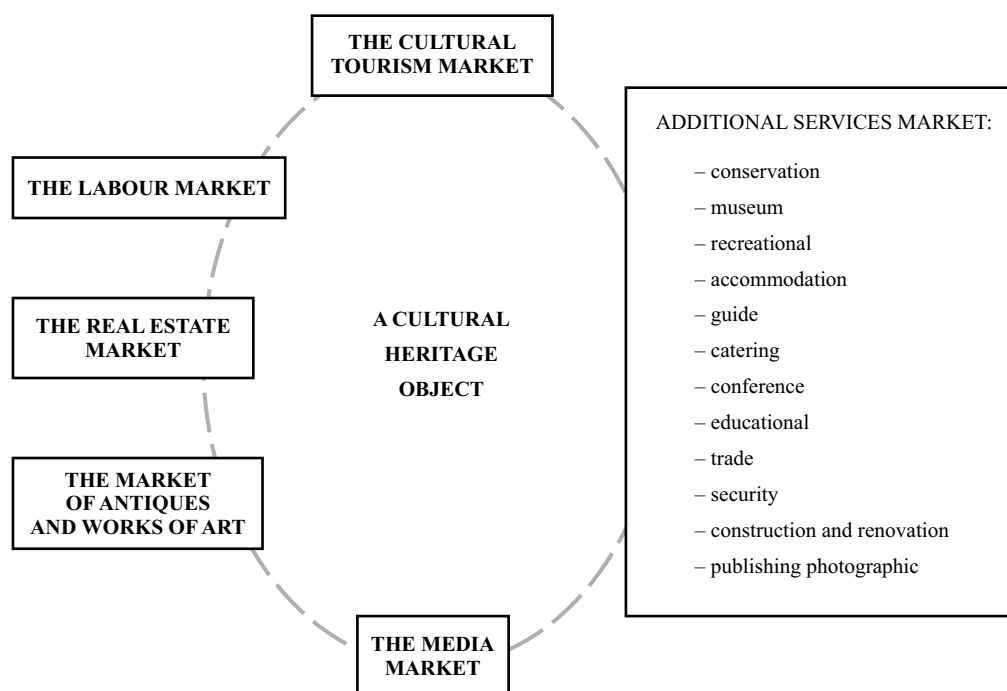 THE CULTURAL
TOURISM MARKET
THE LABOUR MARKET
THE REAL ESTATE
MARKET
THE MARKET
OF ANTIQUES
AND WORKS OF ART
THE MEDIA
MARKET
A CULTURAL
HERITAGE
OBJECT
ADDITIONAL SERVICES MARKET:
– conservation
– museum
– recreational
– accommodation
– guide
– catering
– conference
– educational
– trade
– security
– construction and renovation
– publishing photographic